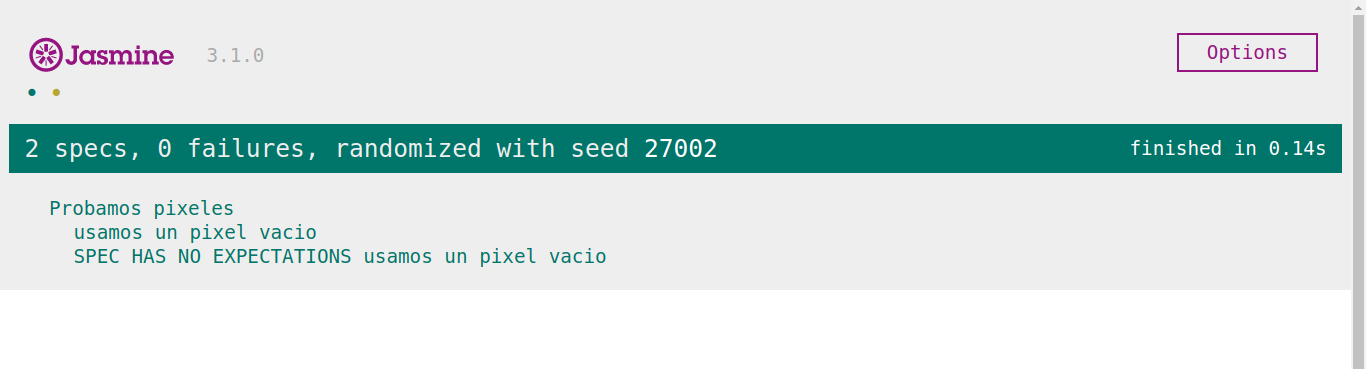 Jasmine 3.1.0 Options
2 specs, 0 failures, randomized with seed 27002 finished in 0.14s
Probamos pixeles
usamos un pixel vacio
SPEC HAS NO EXPECTATIONS usamos un pixel vacio